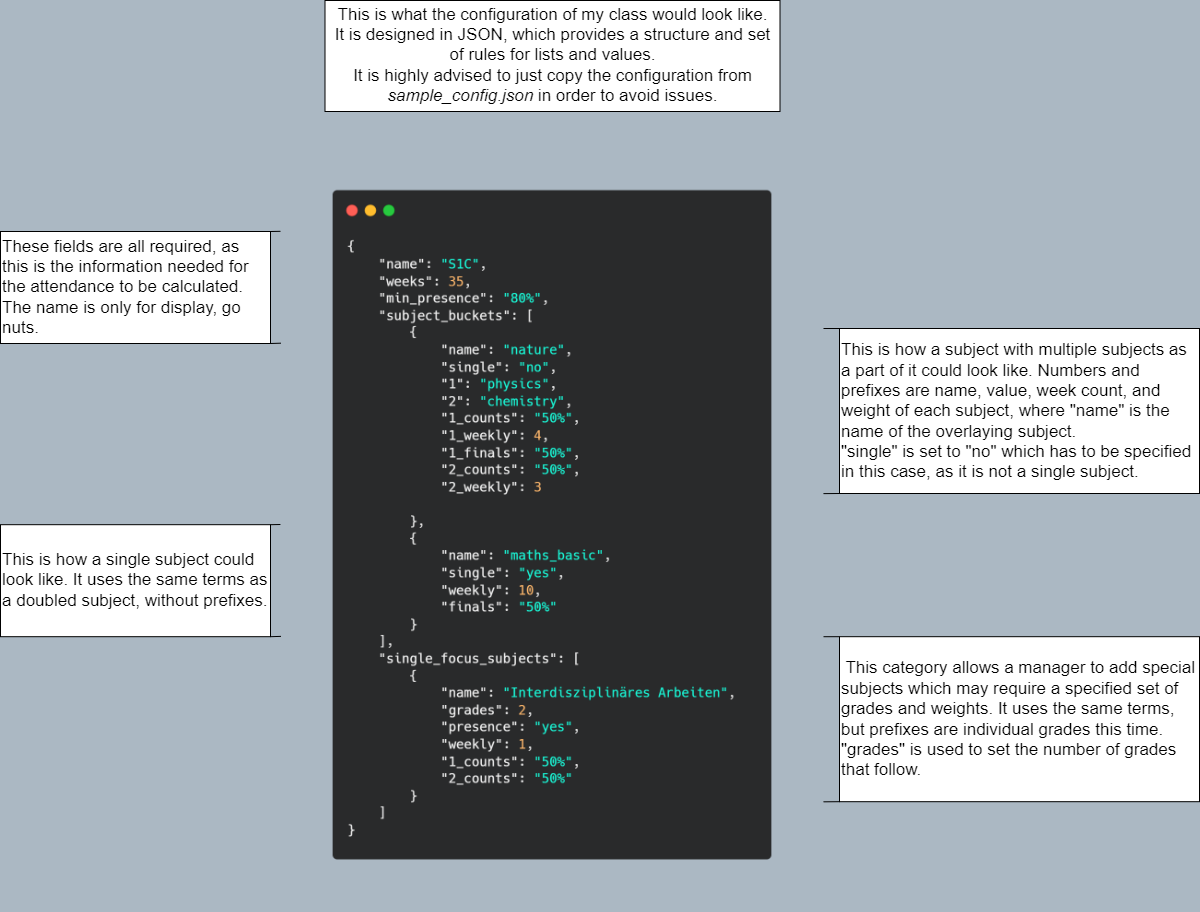 This is what the configuration of my class would look like.
It is designed in JSON, which provides a structure and set
of rules for lists and values.
It is highly advised to just copy the configuration from
sample_config.json in order to avoid issues.
These fields are all required, as
this is the information needed for
the attendance to be calculated.
The name is only for display, go
nuts.
{
    "name": "S1C",
    "weeks": 35,
    "min_presence": "80%",
    "subject_buckets": [
        {
            "name": "nature",
            "single": "no",
            "1": "physics",
            "2": "chemistry",
            "1_counts": "50%",
            "1_weekly": 4,
            "1_finals": "50%",
            "2_counts": "50%",
            "2_weekly": 3
        },
        {
            "name": "maths_basic",
            "single": "yes",
            "weekly": 10,
            "finals": "50%"
        }
    ],
    "single_focus_subjects": [
        {
            "name": "Interdisziplinäres Arbeiten",
            "grades": 2,
            "presence": "yes",
            "weekly": 1,
            "1_counts": "50%",
            "2_counts": "50%"
        }
    ]
}
This is how a subject with multiple subjects as
a part of it could look like. Numbers and
prefixes are name, value, week count, and
weight of each subject, where "name" is the
name of the overlaying subject.
"single" is set to "no" which has to be specified
in this case, as it is not a single subject.
This is how a single subject could
look like. It uses the same terms as
a doubled subject, without prefixes.
This category allows a manager to add special
subjects which may require a specified set of
grades and weights. It uses the same terms,
but prefixes are individual grades this time.
"grades" is used to set the number of grades
that follow.